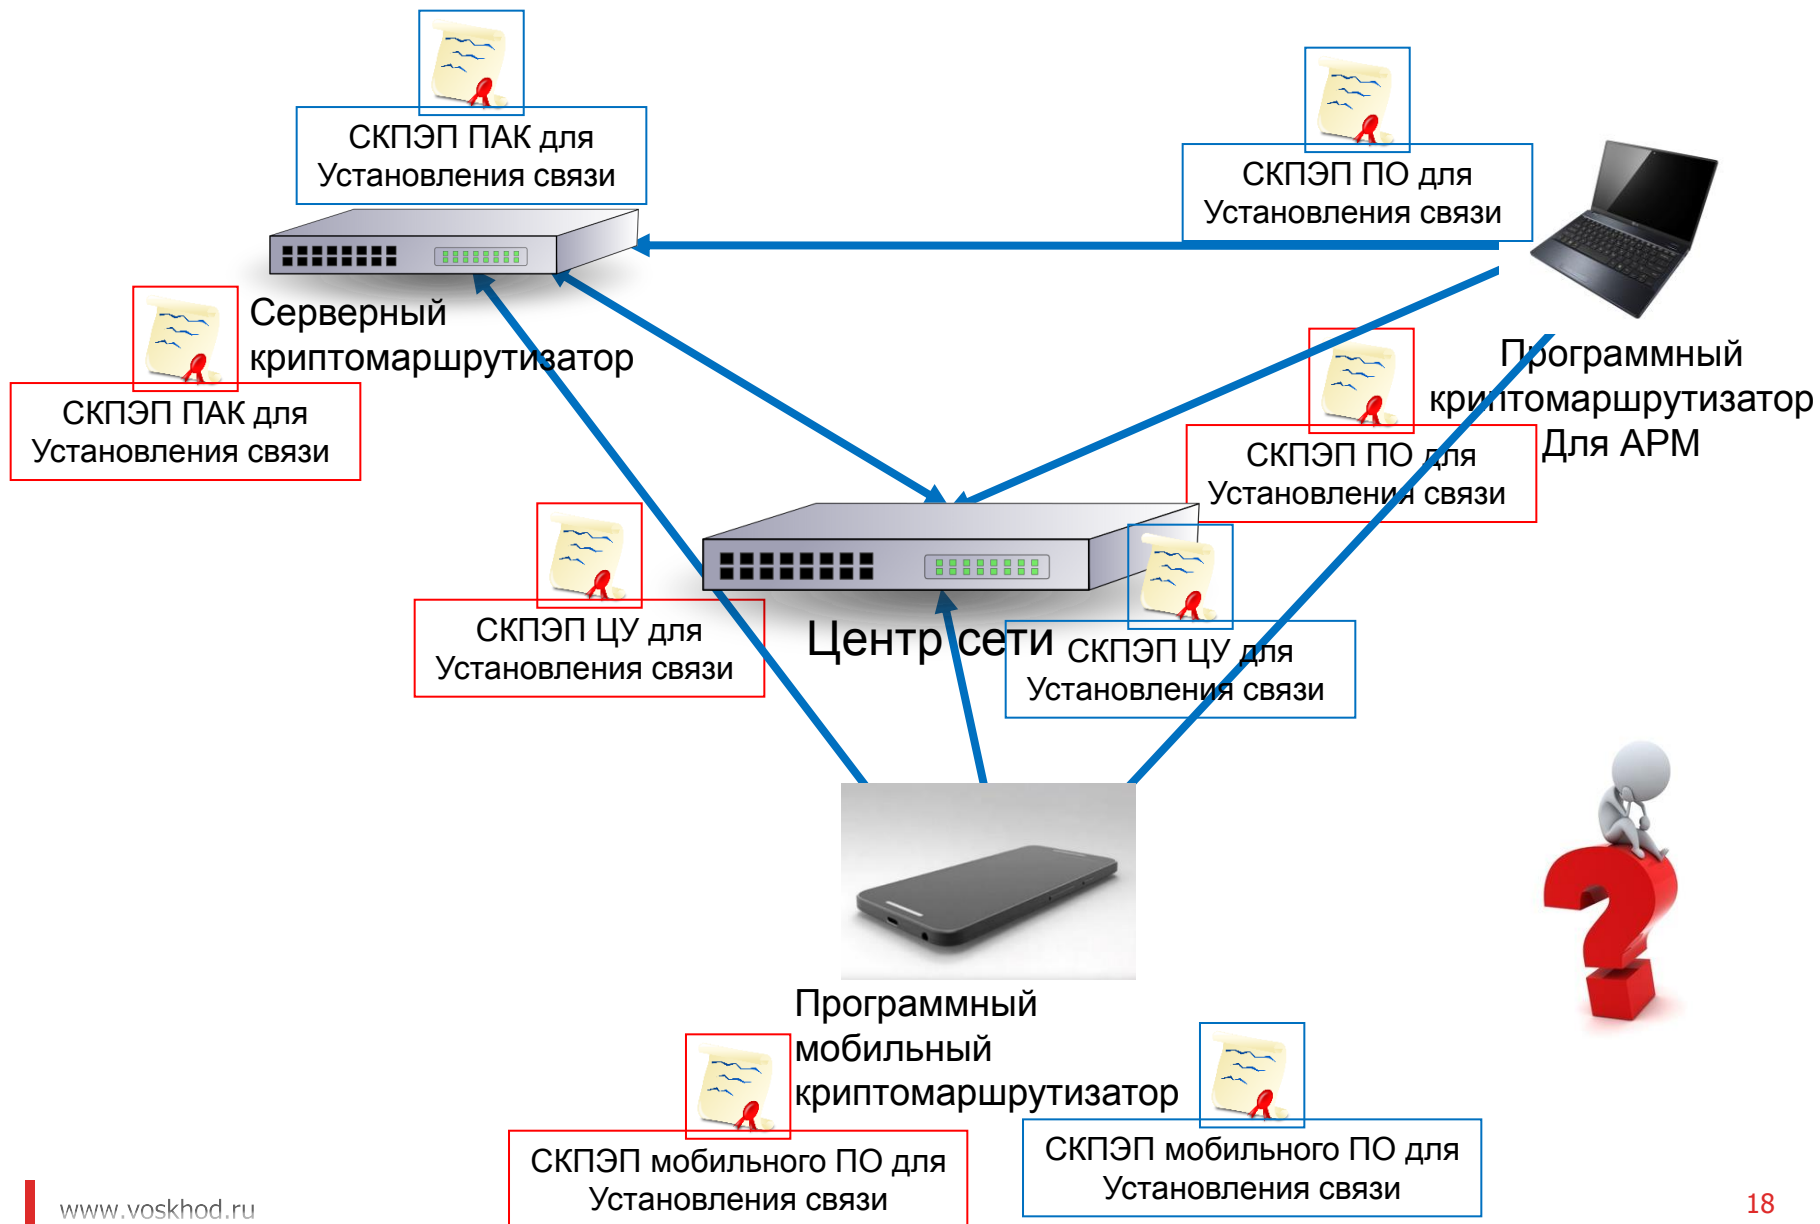 СКПЭП ПАК для
Установления связи
СКПЭП ПО для
Установления связи
Серверный
криптомаршрутизатор
СКПЭП ПАК для
Установления связи
Программный
криптомаршрутизатор
Для АРМ
СКПЭП ПО для
Установления связи
СКПЭП ЦУ для
Установления связи
Центр сети
СКПЭП ЦУ для
Установления связи
Программный
мобильный
криптомаршрутизатор
СКПЭП мобильного ПО для
Установления связи
СКПЭП мобильного ПО для
Установления связи
www.voskhod.ru
18